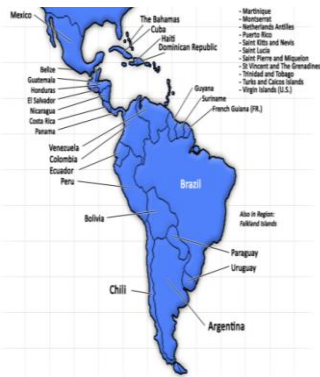 Mexico
The Bahamas
Cuba
Haiti
Dominican Republic
- Martinique
- Montserrat
- Netherlands Antilles
- Puerto Rico
- Saint Kitts and Nevis
- Saint Lucia
- Saint Pierre and Miquelon
- St Vincent and The Grenadines
- Trinidad and Tobago
- Turks and Caicos Islands
- Virgin Islands (U.S.)
Belize
Guatemala
Honduras
El Salvador
Nicaragua
Costa Rica
Panama
Guyana
Suriname
French Guiana (FR.)
Venezuela
Colombia
Ecuador
Peru
Brazil
Bolivia
Also in Region:
Falkland Islands
Paraguay
Uruguay
Chili
Argentina